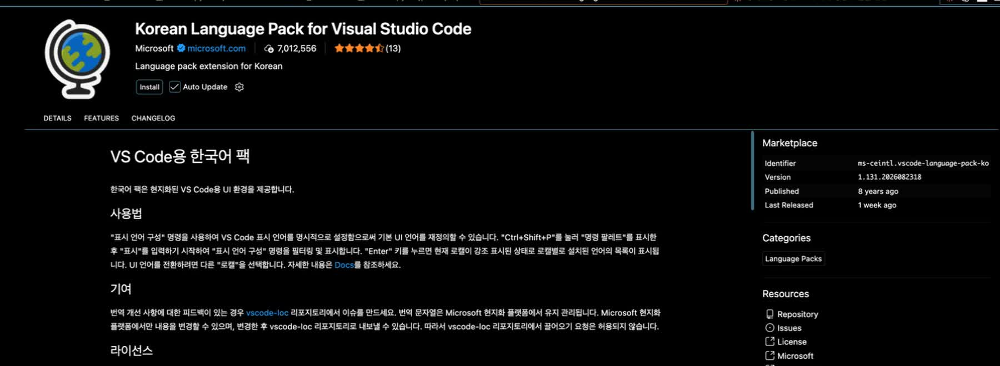 Korean Language Pack for Visual Studio Code
Microsoft microsoft.com 7,012,556 (13)
Language pack extension for Korean
Install Auto Update
DETAILS FEATURES CHANGELOG
VS Code용 한국어 팩
한국어 팩은 현지화된 VS Code용 UI 환경을 제공합니다.
사용법
"표시 언어 구성" 명령을 사용하여 VS Code 표시 언어를 명시적으로 설정함으로써 기본 UI 언어를 재정의할 수 있습니다. "Ctrl+Shift+P"를 눌러 "명령 팔레트"를 표시한
후 "표시"를 입력하기 시작하여 "표시 언어 구성" 명령을 필터링 및 표시합니다. "Enter" 키를 누르면 현재 로캘이 강조 표시된 상태로 로캘별로 설치된 언어의 목록이 표시됩
니다. UI 언어를 전환하려면 다른 "로캘"을 선택합니다. 자세한 내용은 Docs를 참조하세요.
기여
번역 개선 사항에 대한 피드백이 있는 경우 vscode-loc 리포지토리에서 이슈를 만드세요. 번역 문자열은 Microsoft 현지화 플랫폼에서 유지 관리됩니다. Microsoft 현지화
플랫폼에서만 내용을 변경할 수 있으며, 변경한 후 vscode-loc 리포지토리로 내보낼 수 있습니다. 따라서 vscode-loc 리포지토리에서 끌어오기 요청은 허용되지 않습니다.
라이선스
Marketplace
Identifier ms-ceintl.vscode-language-pack-ko
Version 1.131.2026082318
Published 8 years ago
Last Released 1 week ago
Categories
Language Packs
Resources
Repository
Issues
License
Microsoft